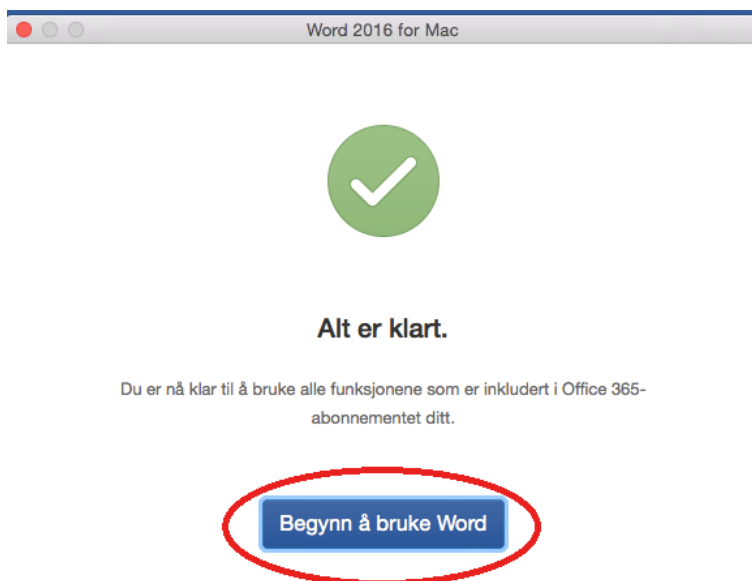 Word 2016 for Mac
Alt er klart.
Du er nå klar til å bruke alle funksjonene som er inkludert i Office 365-
abonnementet ditt.
Begynn å bruke Word